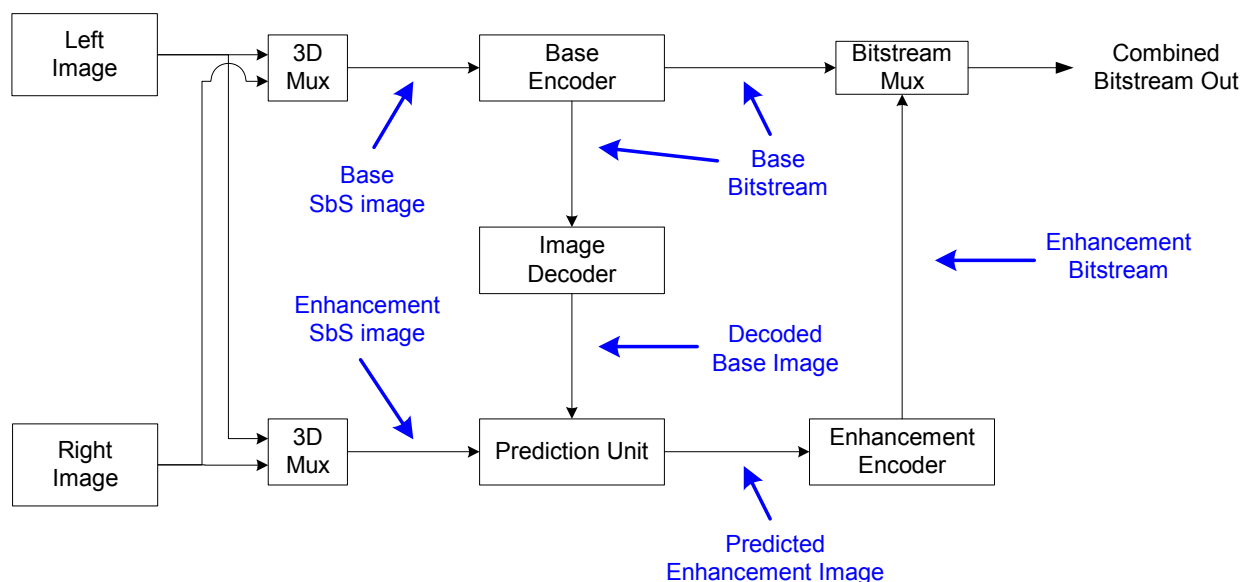 Left
Image
3D
Mux
Base
Encoder
Bitstream
Mux
Combined
Bitstream Out
Base
SbS image
Base
Bitstream
Image
Decoder
Enhancement
Bitstream
Enhancement
SbS image
Decoded
Base Image
Right
Image
3D
Mux
Prediction Unit
Enhancement
Encoder
Predicted
Enhancement Image